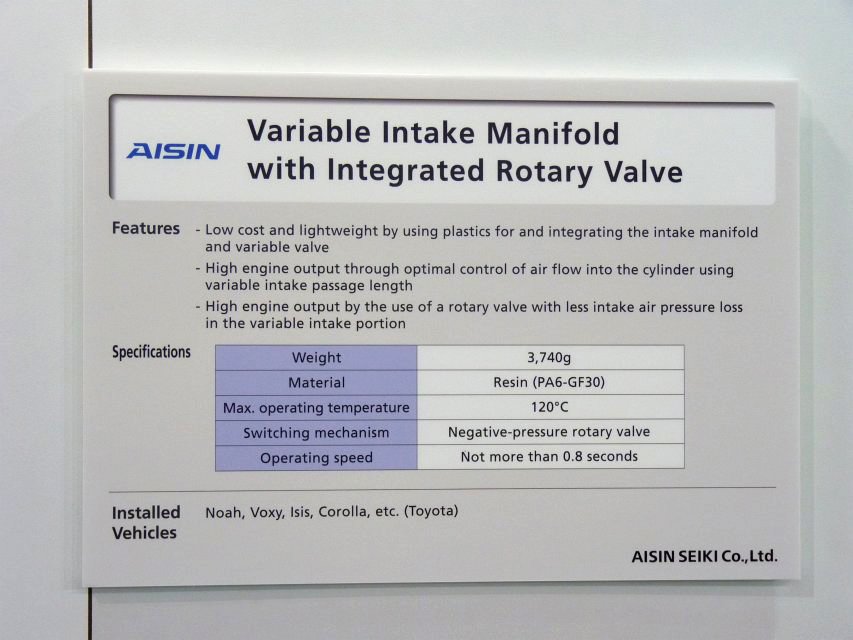 AISIN
Variable Intake Manifold
with Integrated Rotary Valve
Features
- Low cost and lightweight by using plastics for and integrating the intake manifold
and variable valve
- High engine output through optimal control of air flow into the cylinder using
variable intake passage length
- High engine output by the use of a rotary valve with less intake air pressure loss
in the variable intake portion
Specifications
Weight 3,740g
Material Resin (PA6-GF30)
Max. operating temperature 120°C
Switching mechanism Negative-pressure rotary valve
Operating speed Not more than 0.8 seconds
Installed
Vehicles
Noah, Voxy, Isis, Corolla, etc. (Toyota)
AISIN SEIKI Co.,Ltd.